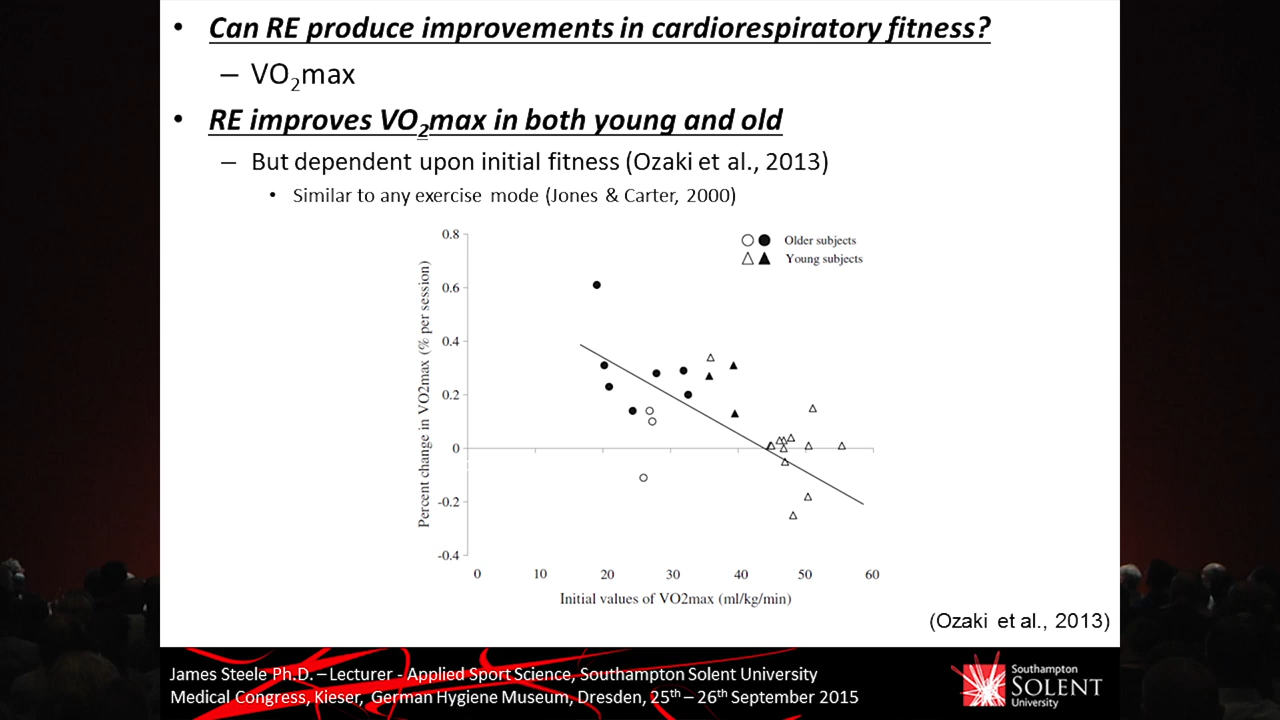 • Can RE produce improvements in cardiorespiratory fitness?
– VO₂max
• RE improves VO₂max in both young and old
– But dependent upon initial fitness (Ozaki et al., 2013)
• Similar to any exercise mode (Jones & Carter, 2000)
Older subjects
Young subjects
Percent change in VO2max (% per session)
0.8
0.6
0.4
0.2
0
-0.2
-0.4
0 10 20 30 40 50 60
Initial values of VO2max (ml/kg/min)
(Ozaki et al., 2013)
James Steele Ph.D. – Lecturer - Applied Sport Science, Southampton Solent University
Medical Congress, Kieser, German Hygiene Museum, Dresden, 25th – 26th September 2015
Southampton
SOLENT
University